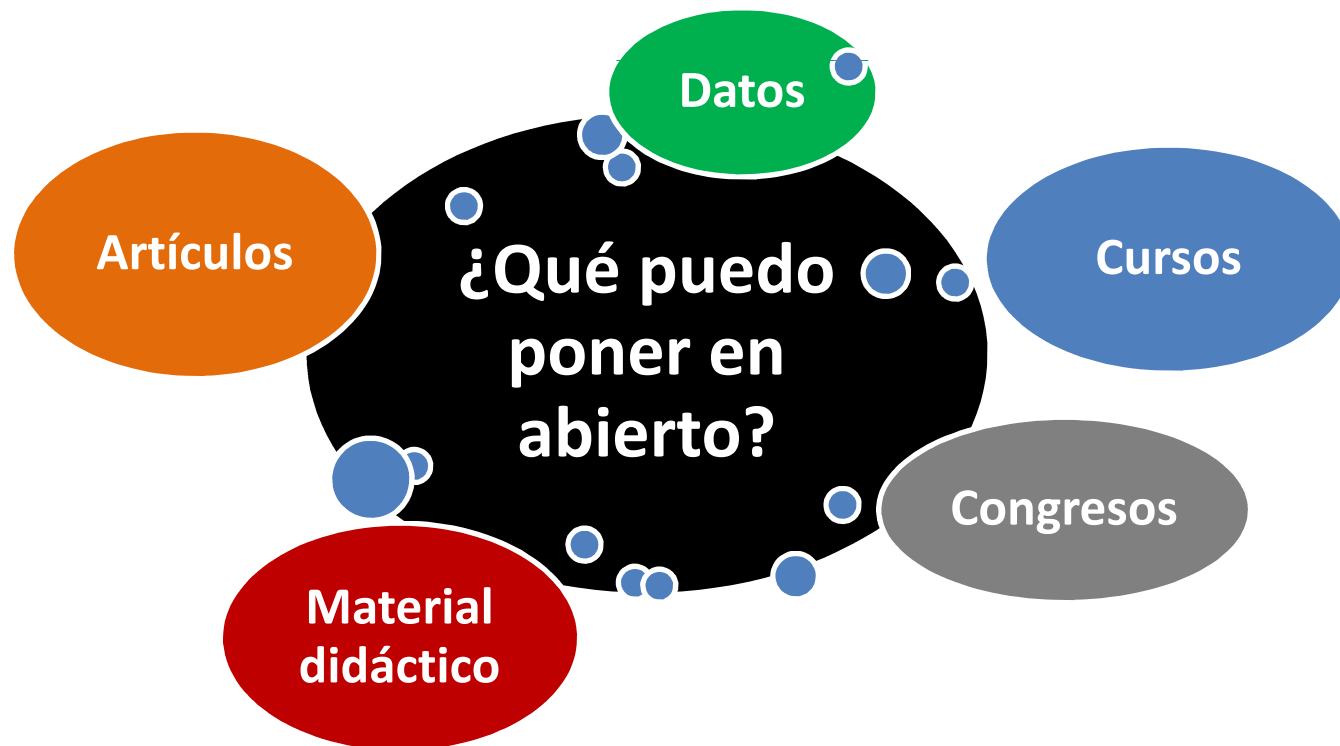 Datos
Artículos
¿Qué puedo
poner en
abierto?
Cursos
Congresos
Material
didáctico